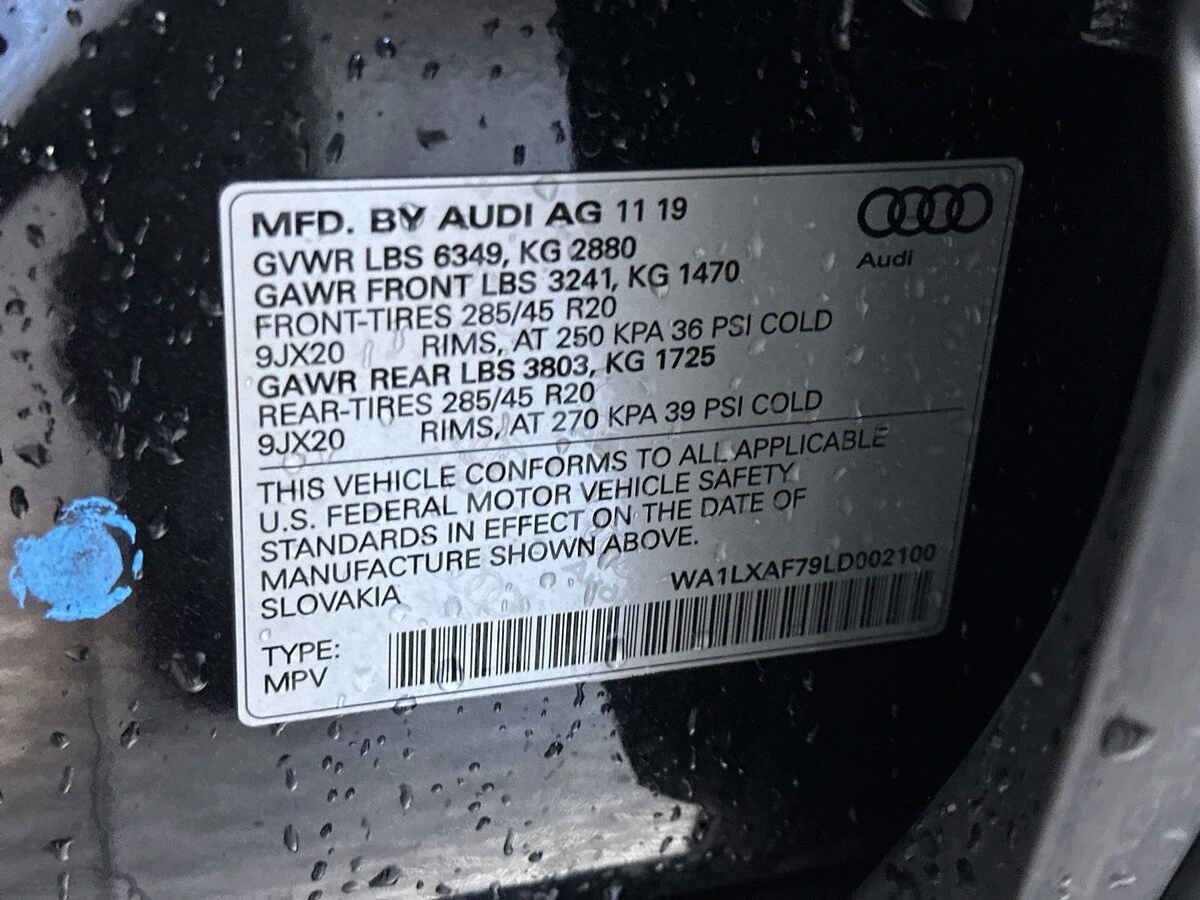 MFD. BY AUDI AG 11 19
Audi
GVWR LBS 6349, KG 2880
GAWR FRONT LBS 3241, KG 1470
FRONT-TIRES 285/45 R20
9JX20 RIMS, AT 250 KPA 36 PSI COLD
GAWR REAR LBS 3803, KG 1725
REAR-TIRES 285/45 R20
9JX20 RIMS, AT 270 KPA 39 PSI COLD
THIS VEHICLE CONFORMS TO ALL APPLICABLE
U.S. FEDERAL MOTOR VEHICLE SAFETY
STANDARDS IN EFFECT ON THE DATE OF
MANUFACTURE SHOWN ABOVE.
SLOVAKIA WA1LXAF79LD002100
TYPE:
MPV